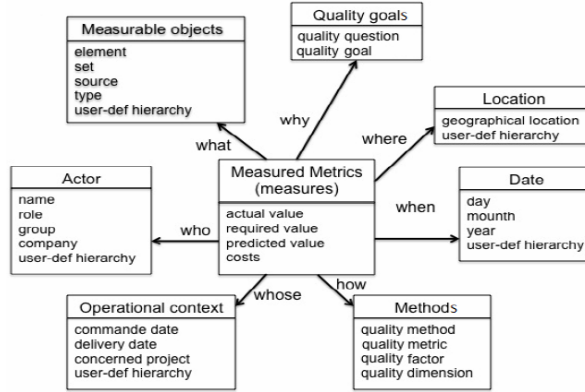 Quality goals
quality question
quality goal
Measurable objects
element
set
source
type
user-def hierarchy
why
what
where
Location
geographical location
user-def hierarchy
Measured Metrics
(measures)
actual value
required value
predicted value
costs
Actor
name
role
group
company
user-def hierarchy
who
when
Date
day
mounth
year
user-def hierarchy
whose
how
Operational context
commande date
delivery date
concerned project
user-def hierarchy
Methods
quality method
quality metric
quality factor
quality dimension